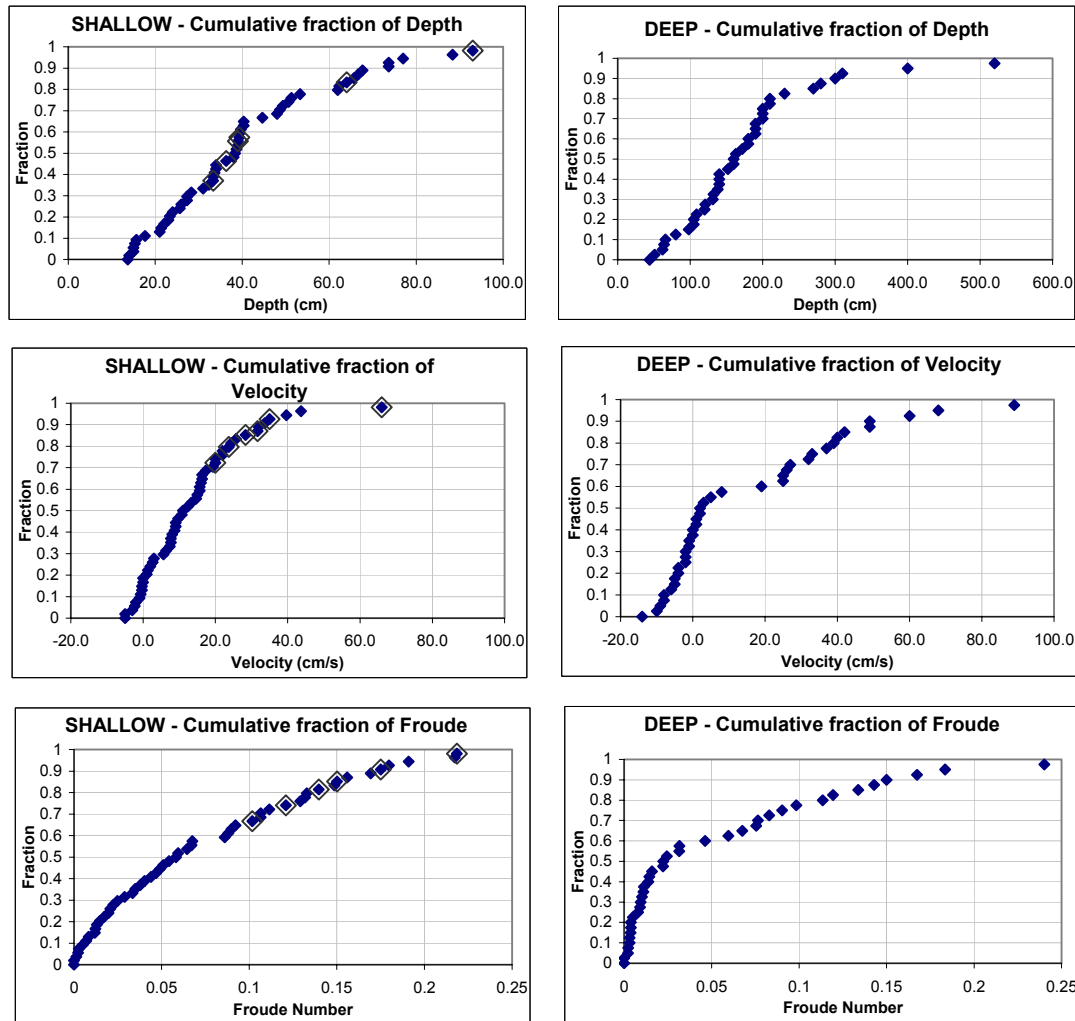 SHALLOW - Cumulative fraction of Depth
1
0.9
0.8
0.7
0.6
0.5
0.4
0.3
0.2
0.1
0
Fraction
0.0 20.0 40.0 60.0 80.0 100.0
Depth (cm)
DEEP - Cumulative fraction of Depth
1
0.9
0.8
0.7
0.6
0.5
0.4
0.3
0.2
0.1
0
Fraction
0.0 100.0 200.0 300.0 400.0 500.0 600.0
Depth (cm)
SHALLOW - Cumulative fraction of
Velocity
1
0.9
0.8
0.7
0.6
0.5
0.4
0.3
0.2
0.1
0
Fraction
-20.0 0.0 20.0 40.0 60.0 80.0 100.0
Velocity (cm/s)
DEEP - Cumulative fraction of Velocity
1
0.9
0.8
0.7
0.6
0.5
0.4
0.3
0.2
0.1
0
Fraction
-20.0 0.0 20.0 40.0 60.0 80.0 100.0
Velocity (cm/s)
SHALLOW - Cumulative fraction of Froude
1
0.9
0.8
0.7
0.6
0.5
0.4
0.3
0.2
0.1
0
Fraction
0 0.05 0.1 0.15 0.2 0.25
Froude Number
DEEP - Cumulative fraction of Froude
1
0.9
0.8
0.7
0.6
0.5
0.4
0.3
0.2
0.1
0
Fraction
0 0.05 0.1 0.15 0.2 0.25
Froude Number